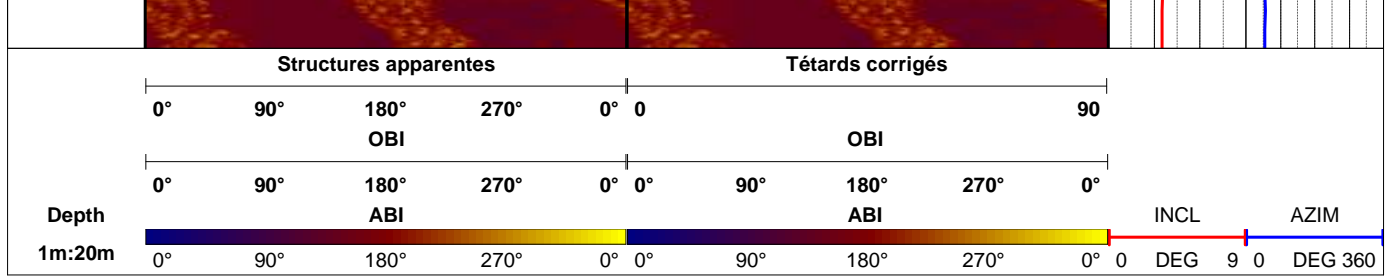 Structures apparentes Tétards corrigés
0° 90° 180° 270° 0° 0 90
OBI OBI
0° 90° 180° 270° 0° 0° 90° 180° 270° 0°
Depth ABI ABI INCL AZIM
1m:20m 0° 90° 180° 270° 0° 0° 90° 180° 270° 0° 0 DEG 9 0 DEG 360